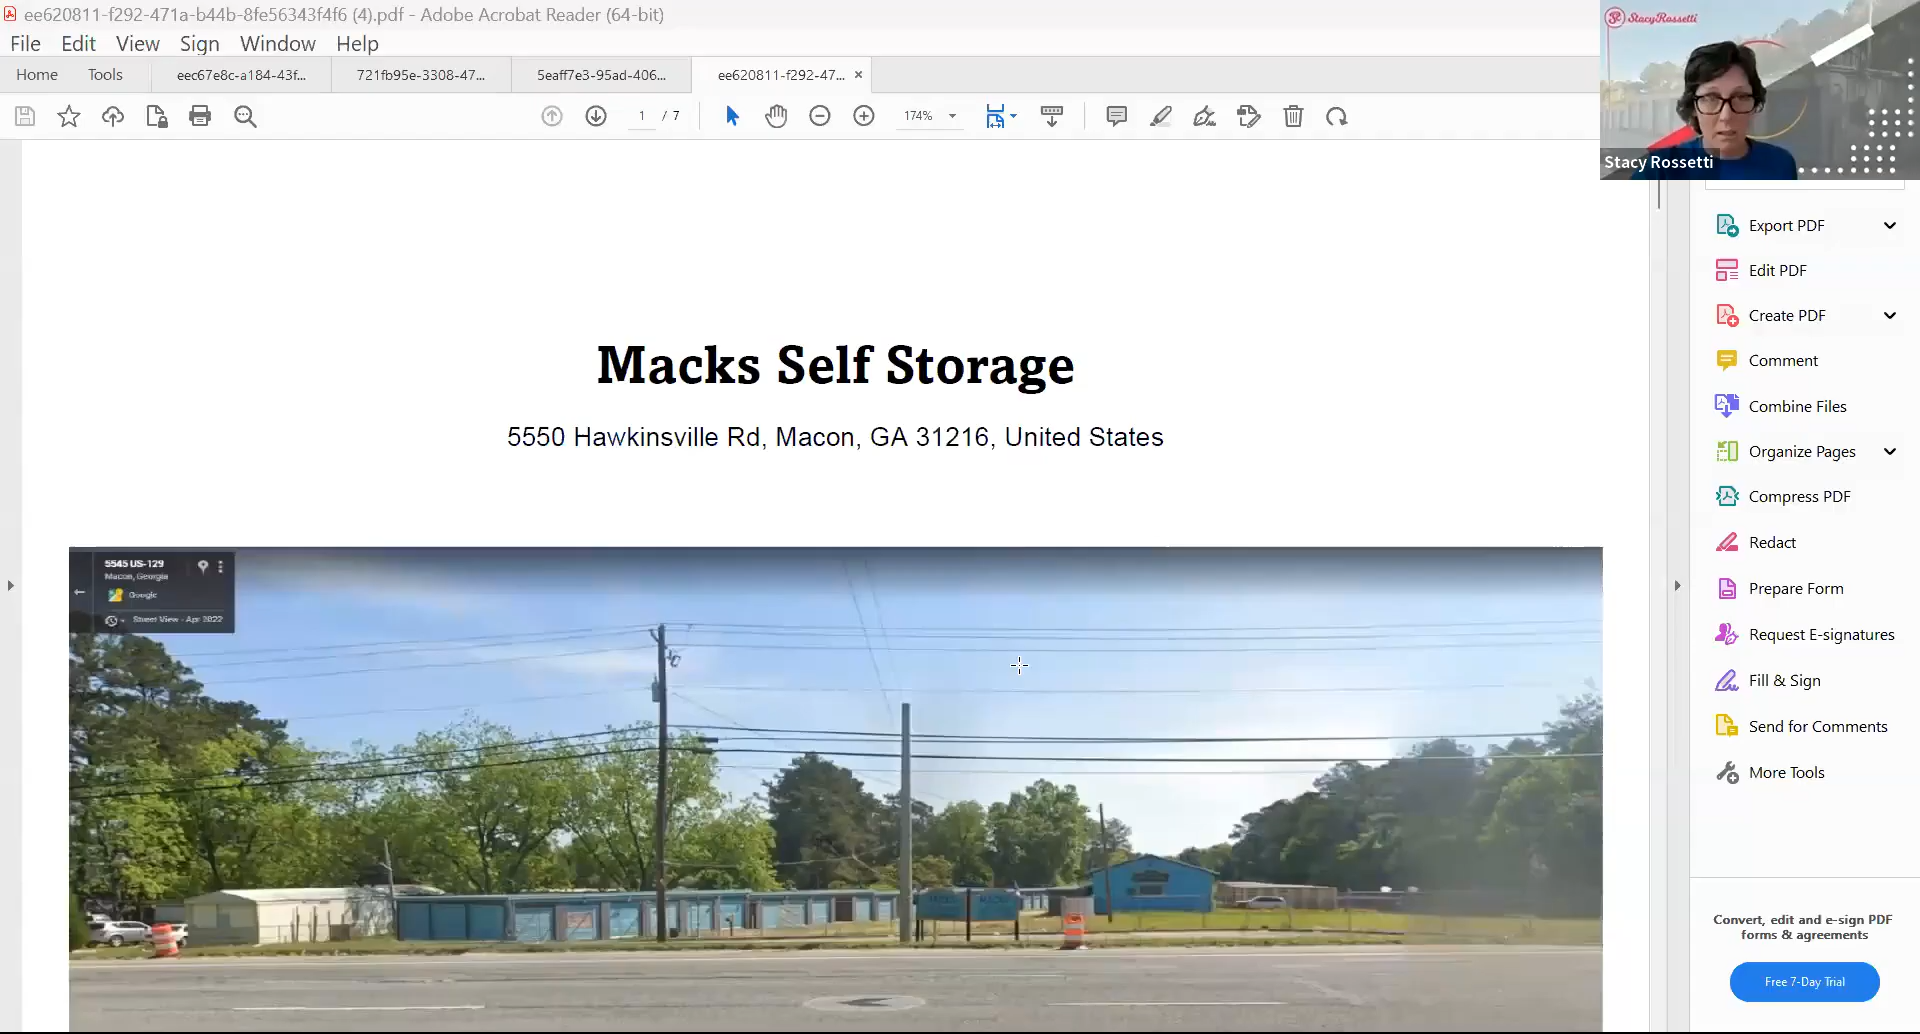 ee620811-f292-471a-b44b-8fe56343f4f6 (4).pdf - Adobe Acrobat Reader (64-bit)
File Edit View Sign Window Help
Home Tools eec67e8c-a184-43f... 721fb95e-3308-47... 5eaff7e3-95ad-406... ee620811-f292-47... ×
1 / 7 174%
StacyRossetti
Stacy Rossetti
Macks Self Storage
5550 Hawkinsville Rd, Macon, GA 31216, United States
5545 US-129
Macon, Georgia
Google
Street View - Apr 2022
Export PDF
Edit PDF
Create PDF
Comment
Combine Files
Organize Pages
Compress PDF
Redact
Prepare Form
Request E-signatures
Fill & Sign
Send for Comments
More Tools
Convert, edit and e-sign PDF
forms & agreements
Free 7-Day Trial